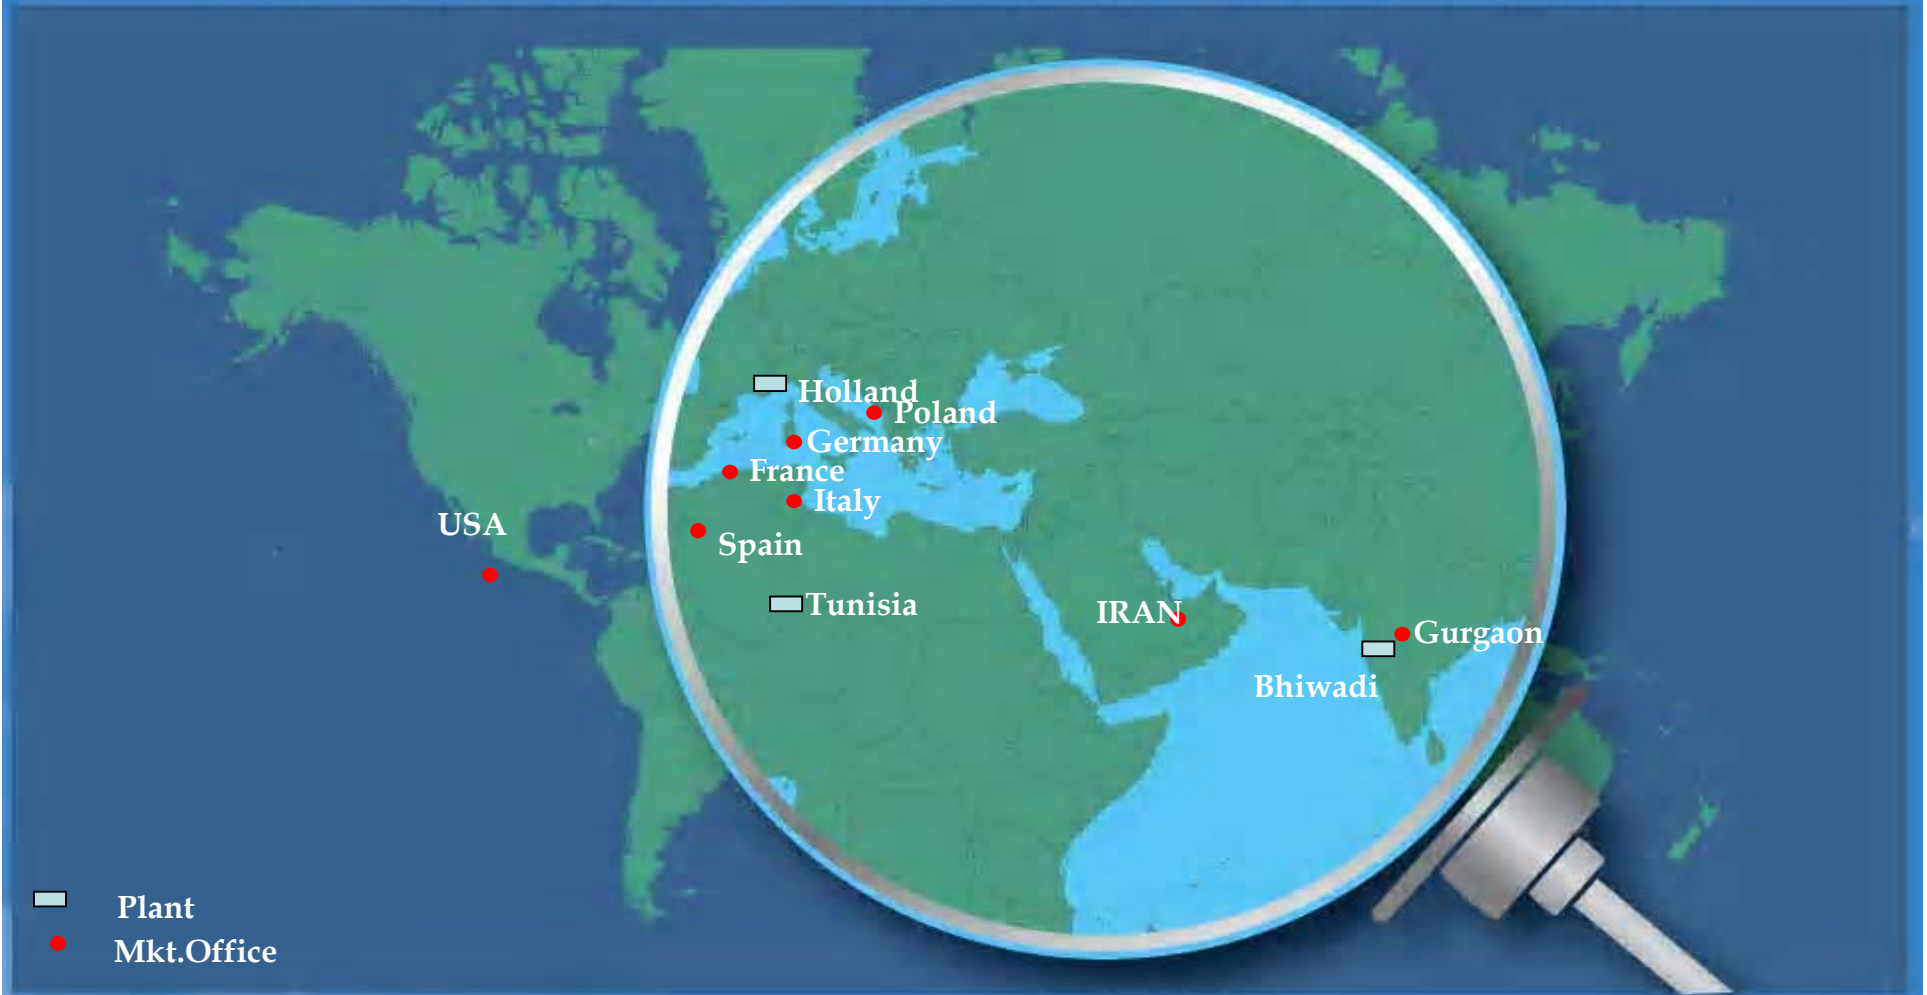 Holland
Poland
Germany
France
Italy
USA
Spain
Tunisia
IRAN
Gurgaon
Bhiwadi
Plant
Mkt.Office